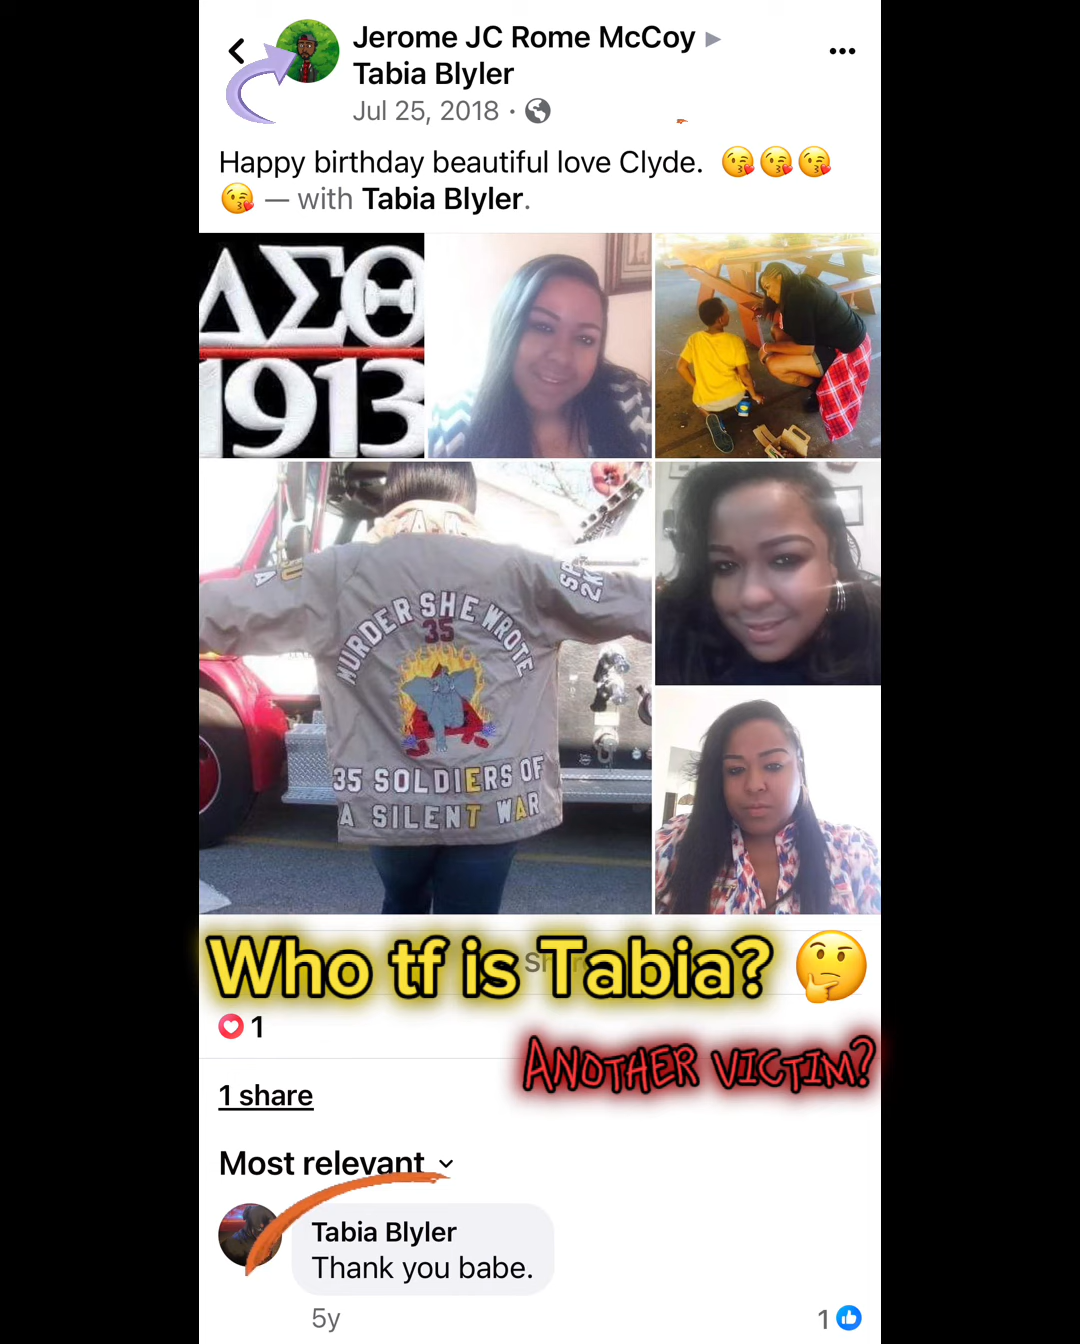 Jerome JC Rome McCoy
Tabia Blyler
Jul 25, 2018 ·
Happy birthday beautiful love Clyde. 😘😘😘
😘 — with Tabia Blyler.
ΔΣΘ
1913
MURDER SHE WROTE
35
35 SOLDIERS OF
A SILENT WAR
SP
2K
Who tf is Tabia? 🤔
1
ANOTHER VICTIM?
1 share
Most relevant
Tabia Blyler
Thank you babe.
5y
1